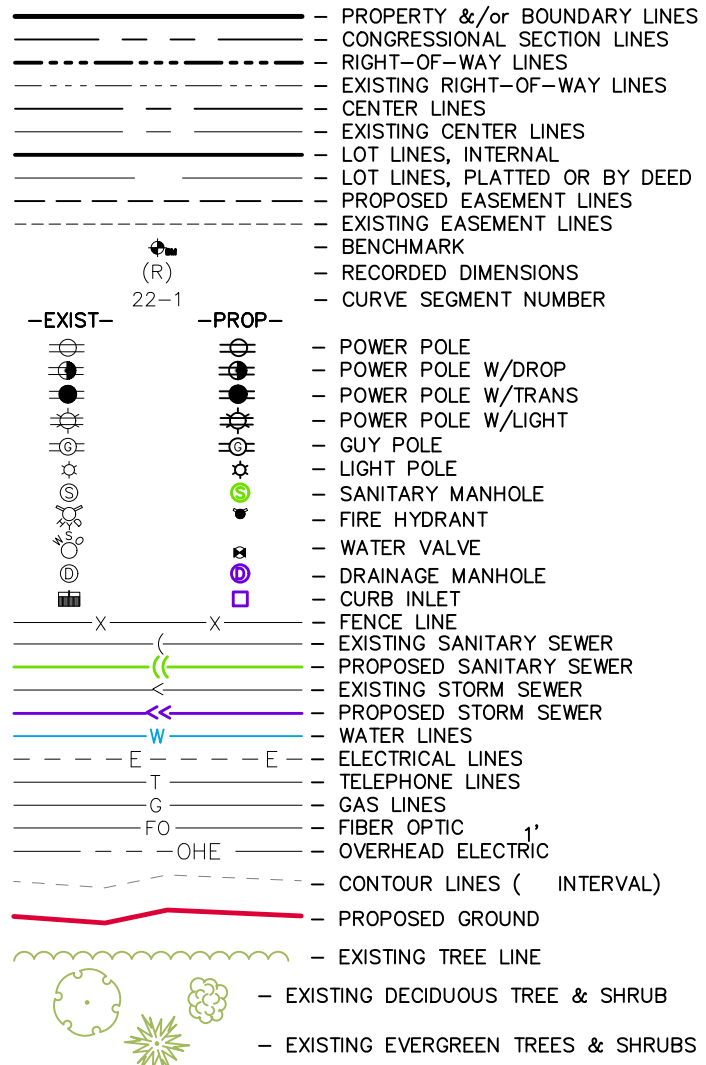 — PROPERTY &/or BOUNDARY LINES
— CONGRESSIONAL SECTION LINES
— RIGHT-OF-WAY LINES
— EXISTING RIGHT-OF-WAY LINES
— CENTER LINES
— EXISTING CENTER LINES
— LOT LINES, INTERNAL
— LOT LINES, PLATTED OR BY DEED
— PROPOSED EASEMENT LINES
— EXISTING EASEMENT LINES
BM — BENCHMARK
(R) — RECORDED DIMENSIONS
22-1 — CURVE SEGMENT NUMBER
-EXIST- -PROP-
— POWER POLE
— POWER POLE W/DROP
— POWER POLE W/TRANS
— POWER POLE W/LIGHT
G G — GUY POLE
— LIGHT POLE
S S — SANITARY MANHOLE
HYD — FIRE HYDRANT
WSO — WATER VALVE
D D — DRAINAGE MANHOLE
— CURB INLET
X X — FENCE LINE
( — EXISTING SANITARY SEWER
(( — PROPOSED SANITARY SEWER
< — EXISTING STORM SEWER
<< — PROPOSED STORM SEWER
W — WATER LINES
E E — ELECTRICAL LINES
T — TELEPHONE LINES
G — GAS LINES
FO — FIBER OPTIC
OHE — OVERHEAD ELECTRIC
1'
— CONTOUR LINES ( INTERVAL)
— PROPOSED GROUND
— EXISTING TREE LINE
— EXISTING DECIDUOUS TREE & SHRUB
— EXISTING EVERGREEN TREES & SHRUBS